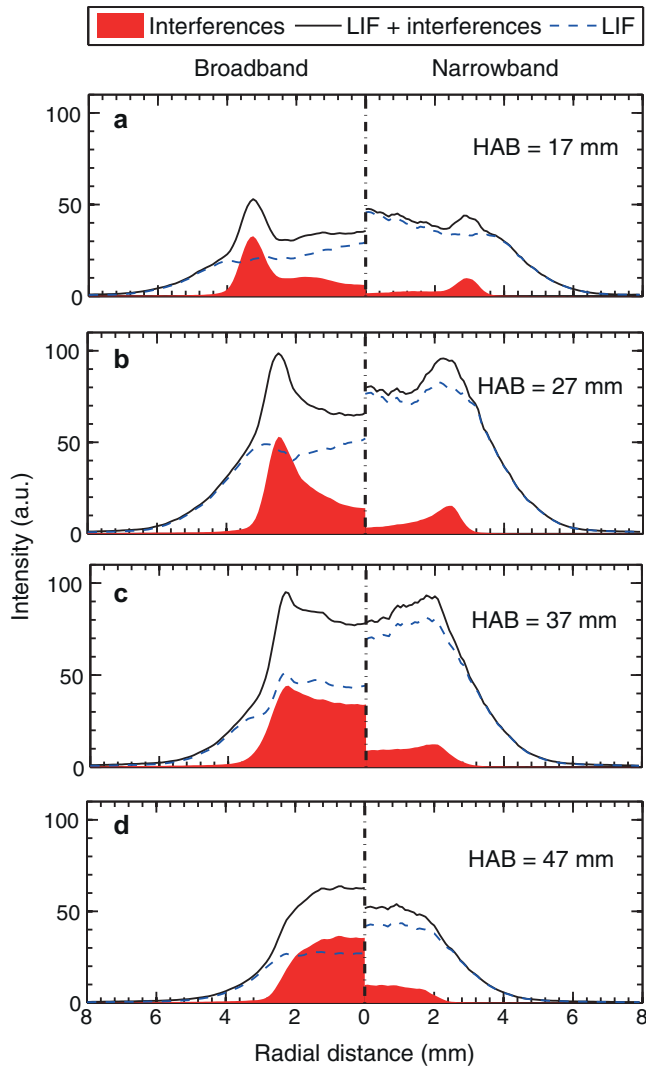 Interferences LIF + interferences LIF
Broadband Narrowband
a
HAB = 17 mm
100
50
0
b
HAB = 27 mm
100
50
0
c
HAB = 37 mm
100
50
0
d
HAB = 47 mm
100
50
0
8 6 4 2 0 2 4 6 8
Intensity (a.u.)
Radial distance (mm)